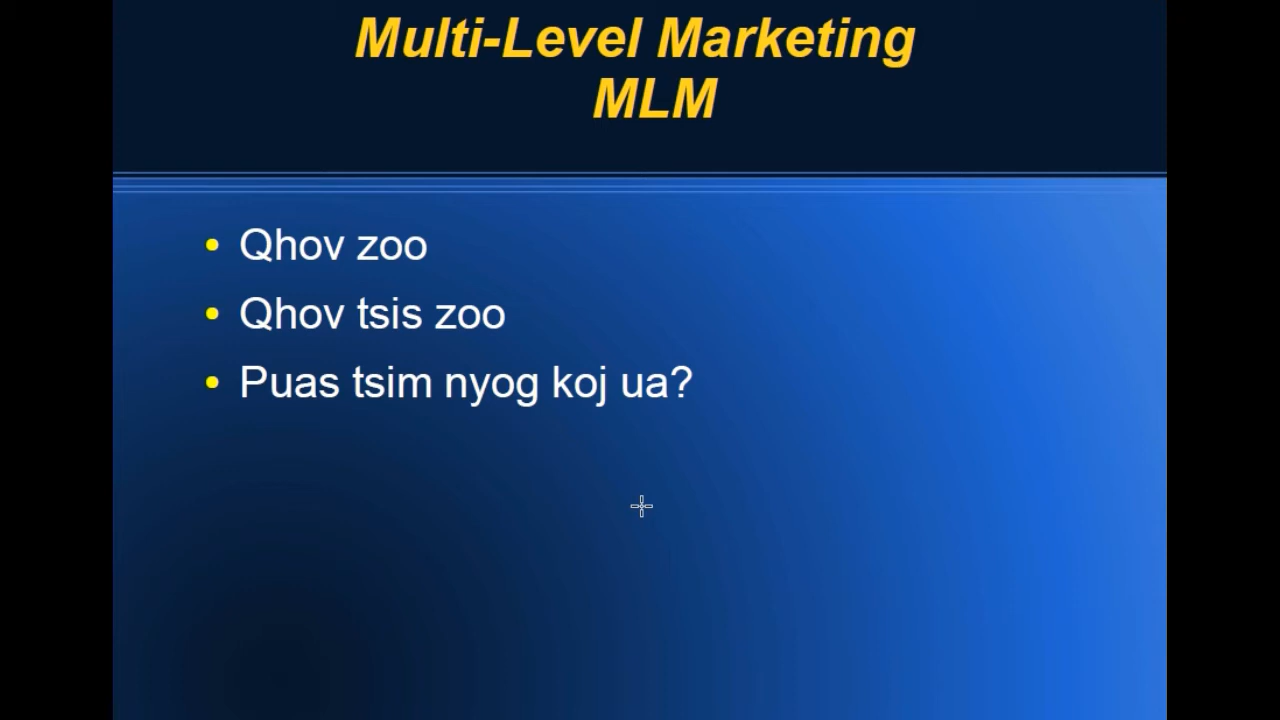 Multi-Level Marketing
MLM
• Qhov zoo
• Qhov tsis zoo
• Puas tsim nyog koj ua?